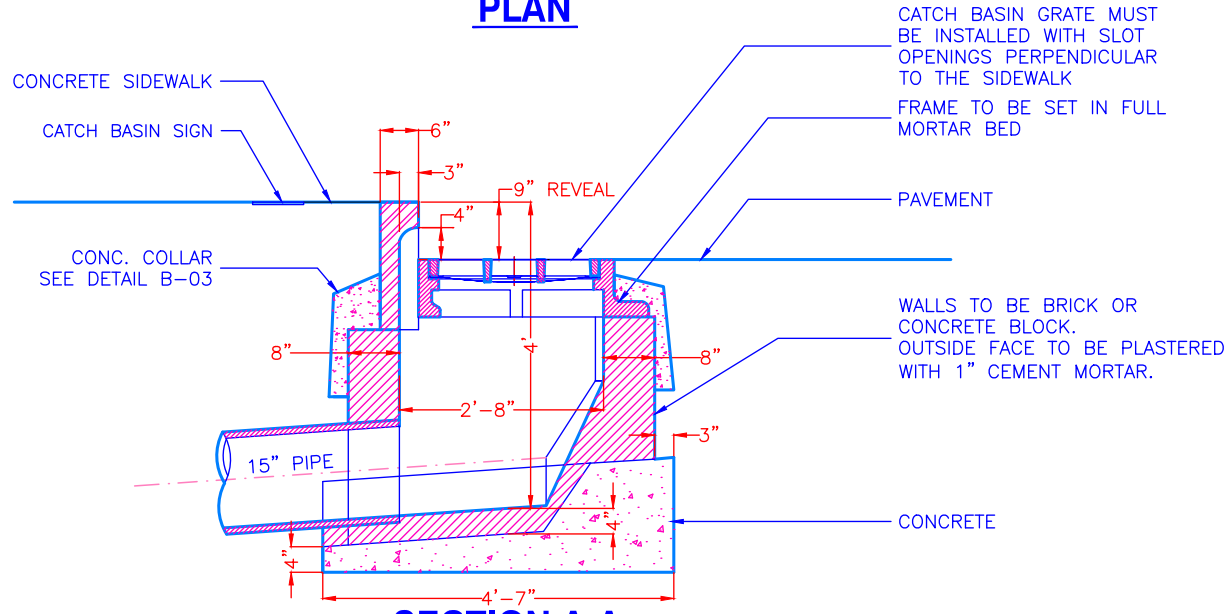 PLAN
CATCH BASIN GRATE MUST
BE INSTALLED WITH SLOT
OPENINGS PERPENDICULAR
TO THE SIDEWALK
CONCRETE SIDEWALK
FRAME TO BE SET IN FULL
MORTAR BED
CATCH BASIN SIGN
6"
3"
9" REVEAL
4"
PAVEMENT
CONC. COLLAR
SEE DETAIL B-03
WALLS TO BE BRICK OR
CONCRETE BLOCK.
OUTSIDE FACE TO BE PLASTERED
WITH 1" CEMENT MORTAR.
8"
4'
8"
2'-8"
3"
15" PIPE
4"
CONCRETE
4"
4'-7"
SECTION A-A